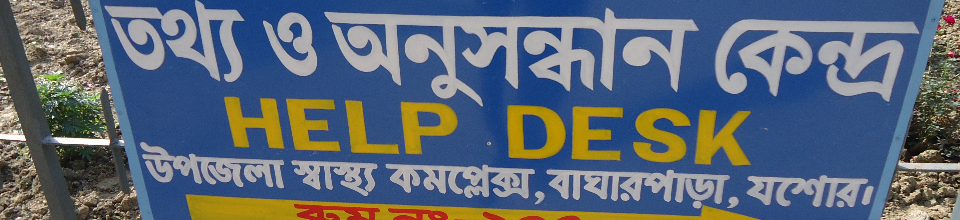 তথ্য ও অনুসন্ধান কেন্দ্র
HELP DESK
উপজেলা স্বাস্থ্য কমপ্লেক্স, বাঘারপাড়া, যশোর।
রুম নং-